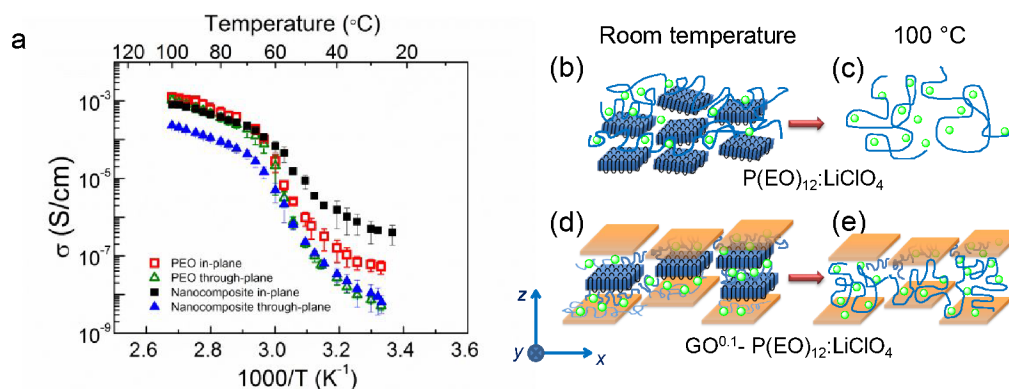 a
Temperature (°C)
120 100 80 60 40 20
σ (S/cm)
10⁻³
10⁻⁵
10⁻⁷
10⁻⁹
PEO in-plane
PEO through-plane
Nanocomposite in-plane
Nanocomposite through-plane
2.6 2.8 3.0 3.2 3.4 3.6
1000/T (K⁻¹)
Room temperature
100 °C
(b)
(c)
P(EO)₁₂:LiClO₄
(d)
(e)
z
y
x
GO⁰·¹- P(EO)₁₂:LiClO₄